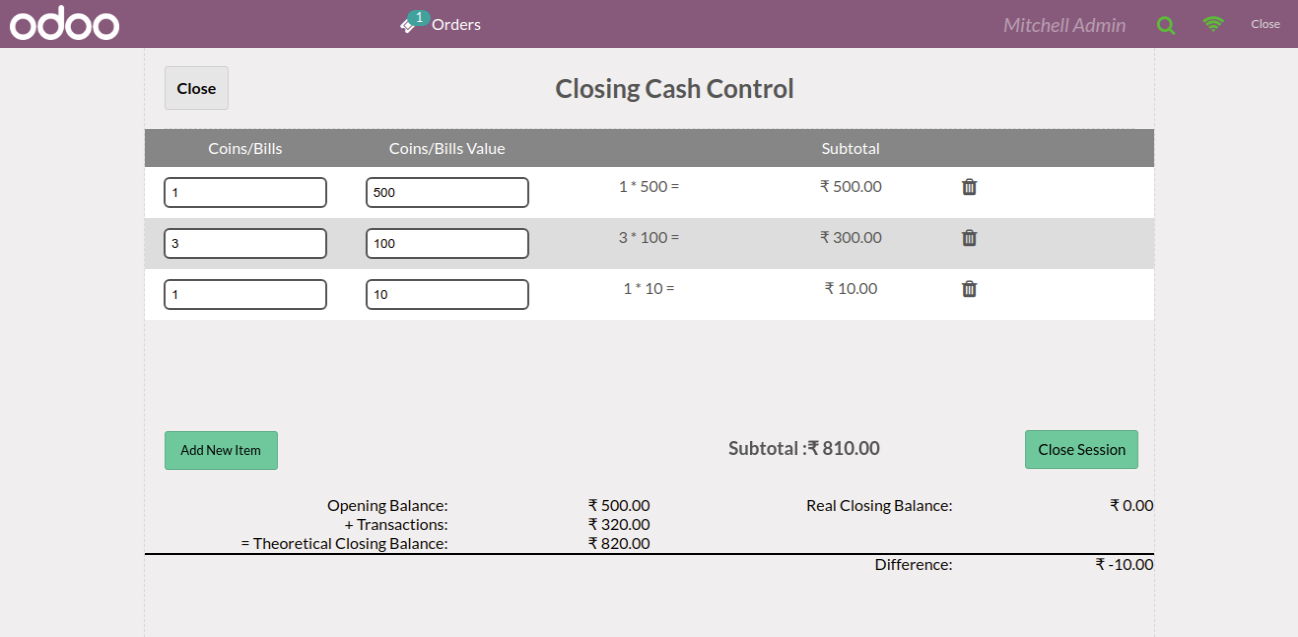 odoo 1 Orders Mitchell Admin Close
Close Closing Cash Control
Coins/Bills Coins/Bills Value Subtotal
1 500 1 * 500 = ₹ 500.00
3 100 3 * 100 = ₹ 300.00
1 10 1 * 10 = ₹ 10.00
Add New Item Subtotal :₹ 810.00 Close Session
Opening Balance: ₹ 500.00 Real Closing Balance: ₹ 0.00
+ Transactions: ₹ 320.00
= Theoretical Closing Balance: ₹ 820.00
Difference: ₹ -10.00